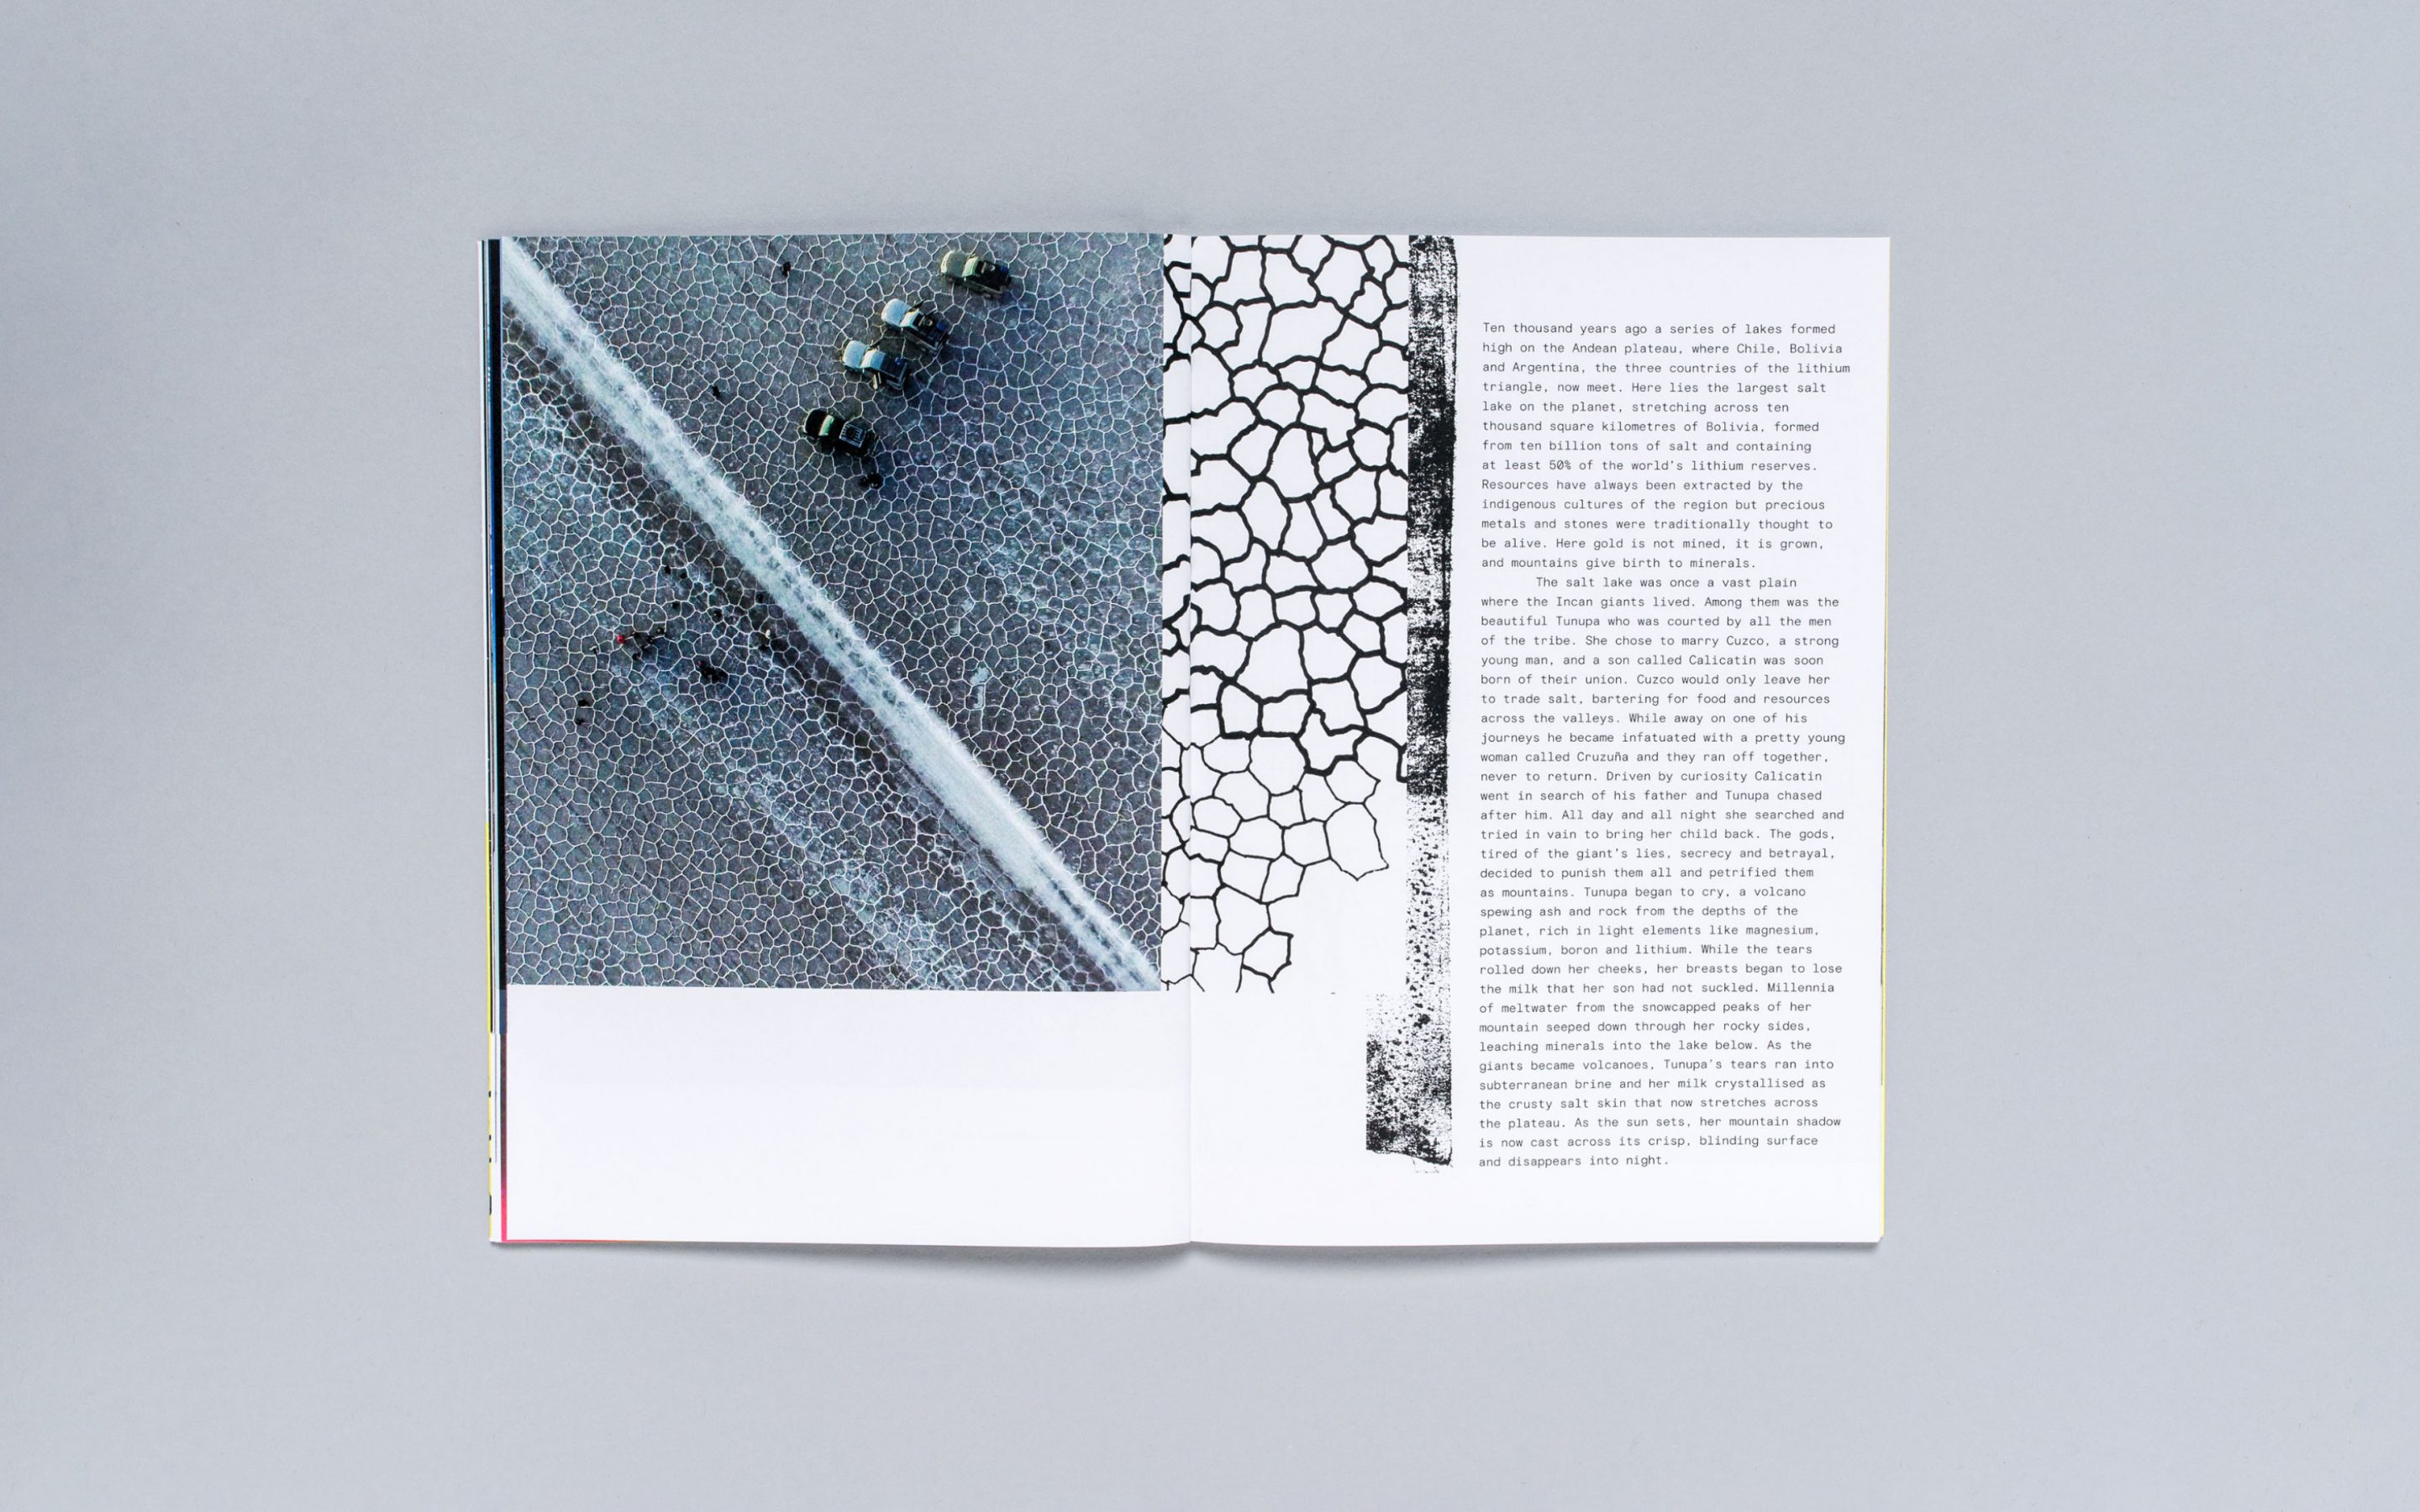 Ten thousand years ago a series of lakes formed
high on the Andean plateau, where Chile, Bolivia
and Argentina, the three countries of the lithium
triangle, now meet. Here lies the largest salt
lake on the planet, stretching across ten
thousand square kilometres of Bolivia, formed
from ten billion tons of salt and containing
at least 50% of the world's lithium reserves.
Resources have always been extracted by the
indigenous cultures of the region but precious
metals and stones were traditionally thought to
be alive. Here gold is not mined, it is grown,
and mountains give birth to minerals.
The salt lake was once a vast plain
where the Incan giants lived. Among them was the
beautiful Tunupa who was courted by all the men
of the tribe. She chose to marry Cuzco, a strong
young man, and a son called Calicatin was soon
born of their union. Cuzco would only leave her
to trade salt, bartering for food and resources
across the valleys. While away on one of his
journeys he became infatuated with a pretty young
woman called Cruzuña and they ran off together,
never to return. Driven by curiosity Calicatin
went in search of his father and Tunupa chased
after him. All day and all night she searched and
tried in vain to bring her child back. The gods,
tired of the giant's lies, secrecy and betrayal,
decided to punish them all and petrified them
as mountains. Tunupa began to cry, a volcano
spewing ash and rock from the depths of the
planet, rich in light elements like magnesium,
potassium, boron and lithium. While the tears
rolled down her cheeks, her breasts began to lose
the milk that her son had not suckled. Millennia
of meltwater from the snowcapped peaks of her
mountain seeped down through her rocky sides,
leaching minerals into the lake below. As the
giants became volcanoes, Tunupa's tears ran into
subterranean brine and her milk crystallised as
the crusty salt skin that now stretches across
the plateau. As the sun sets, her mountain shadow
is now cast across its crisp, blinding surface
and disappears into night.